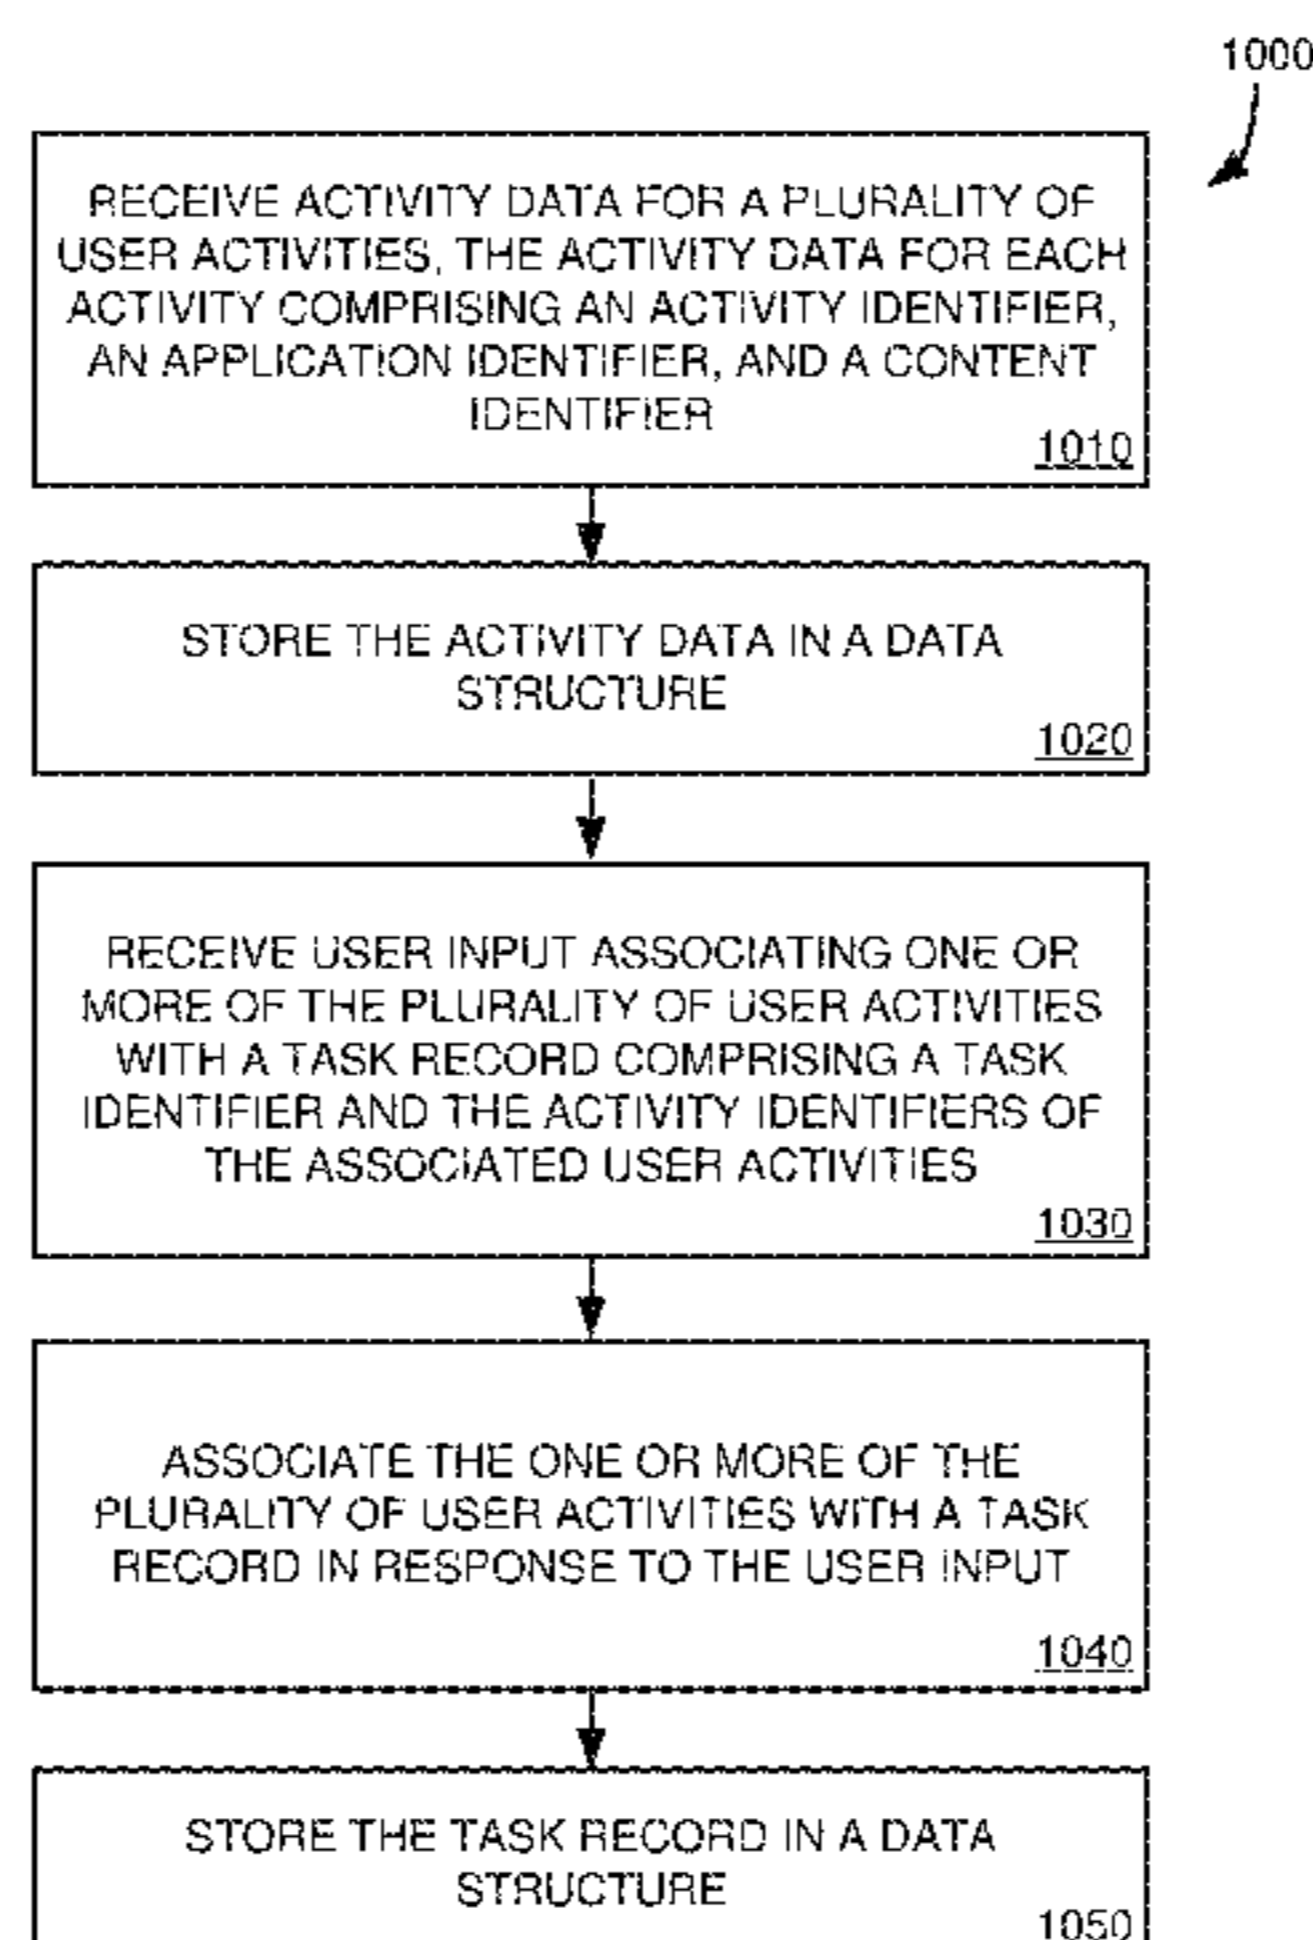 1000
RECEIVE ACTIVITY DATA FOR A PLURALITY OF
USER ACTIVITIES, THE ACTIVITY DATA FOR EACH
ACTIVITY COMPRISING AN ACTIVITY IDENTIFIER,
AN APPLICATION IDENTIFIER, AND A CONTENT
IDENTIFIER
1010
STORE THE ACTIVITY DATA IN A DATA
STRUCTURE
1020
RECEIVE USER INPUT ASSOCIATING ONE OR
MORE OF THE PLURALITY OF USER ACTIVITIES
WITH A TASK RECORD COMPRISING A TASK
IDENTIFIER AND THE ACTIVITY IDENTIFIERS OF
THE ASSOCIATED USER ACTIVITIES
1030
ASSOCIATE THE ONE OR MORE OF THE
PLURALITY OF USER ACTIVITIES WITH A TASK
RECORD IN RESPONSE TO THE USER INPUT
1040
STORE THE TASK RECORD IN A DATA
STRUCTURE
1050